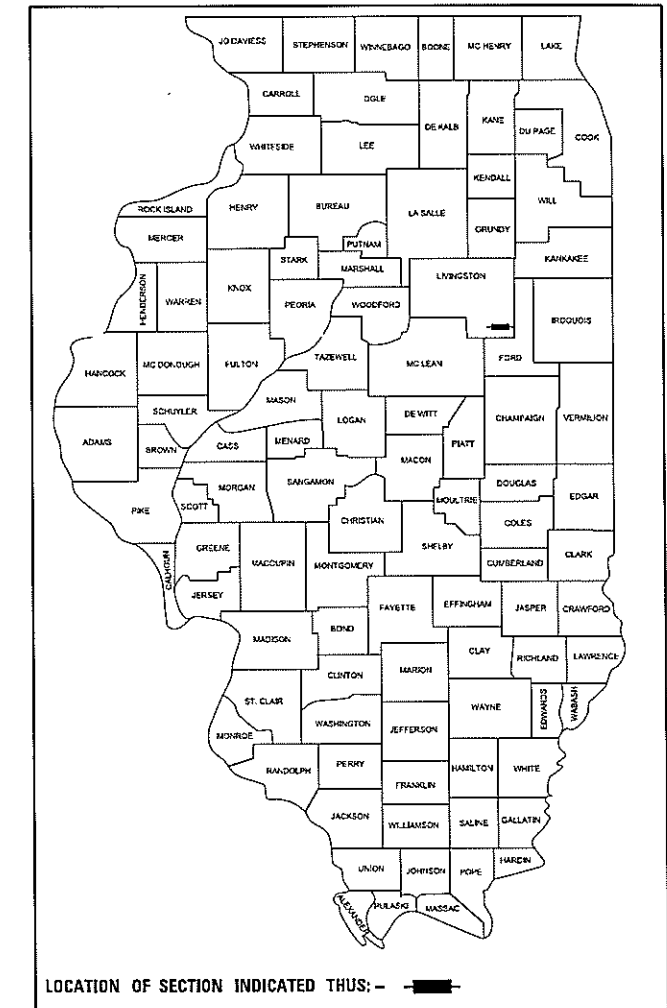 JO DAVIESS STEPHENSON WINNEBAGO BOONE MC HENRY LAKE
CARROLL OGLE DE KALB KANE DU PAGE COOK
WHITESIDE LEE
KENDALL
ROCK ISLAND HENRY BUREAU LA SALLE GRUNDY WILL
MERCER PUTNAM
STARK MARSHALL KANKAKEE
HENDERSON WARREN KNOX PEORIA WOODFORD LIVINGSTON IROQUOIS
HANCOCK MC DONOUGH FULTON TAZEWELL MC LEAN FORD
SCHUYLER MASON LOGAN DE WITT PIATT CHAMPAIGN VERMILION
ADAMS BROWN CASS MENARD MACON
PIKE SCOTT MORGAN SANGAMON CHRISTIAN MOULTRIE DOUGLAS EDGAR
COLES
CALHOUN GREENE MACOUPIN MONTGOMERY SHELBY CUMBERLAND CLARK
JERSEY FAYETTE EFFINGHAM JASPER CRAWFORD
MADISON BOND
CLINTON MARION CLAY RICHLAND LAWRENCE
ST. CLAIR WASHINGTON JEFFERSON WAYNE EDWARDS WABASH
MONROE
RANDOLPH PERRY FRANKLIN HAMILTON WHITE
JACKSON WILLIAMSON SALINE GALLATIN
UNION JOHNSON POPE HARDIN
ALEXANDER PULASKI MASSAC
LOCATION OF SECTION INDICATED THUS: -